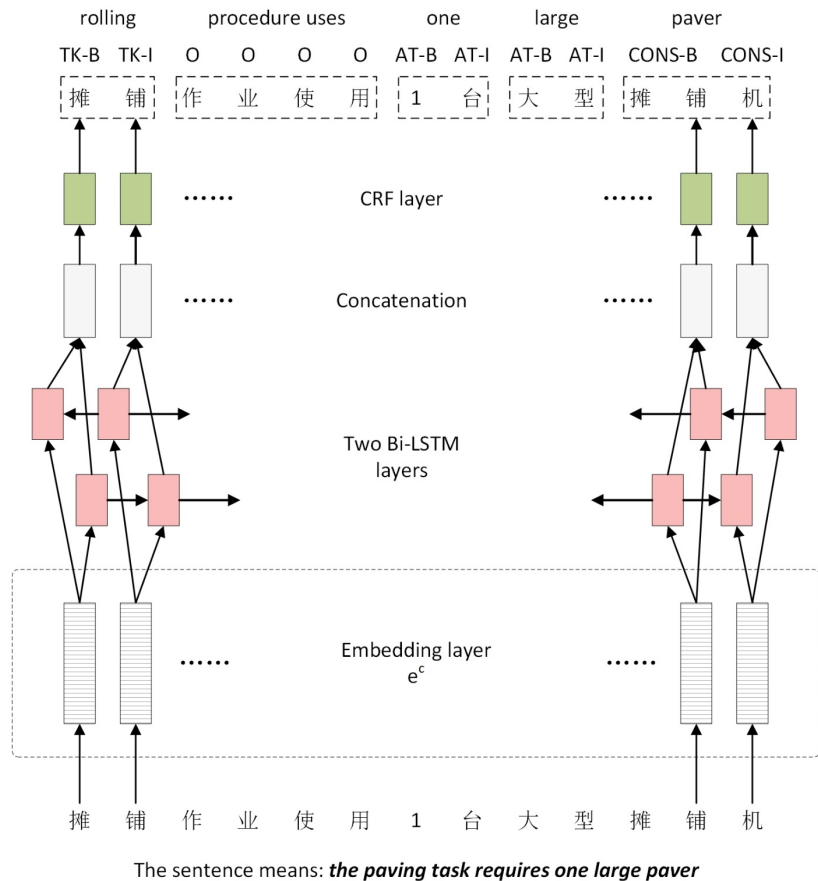 rolling procedure uses one large paver
TK-B TK-I O O O O AT-B AT-I AT-B AT-I CONS-B CONS-I
摊 铺 作 业 使 用 1 台 大 型 摊 铺 机
...... CRF layer ......
...... Concatenation ......
Two Bi-LSTM
layers
Embedding layer
...... e^c ......
摊 铺 作 业 使 用 1 台 大 型 摊 铺 机
The sentence means: the paving task requires one large paver